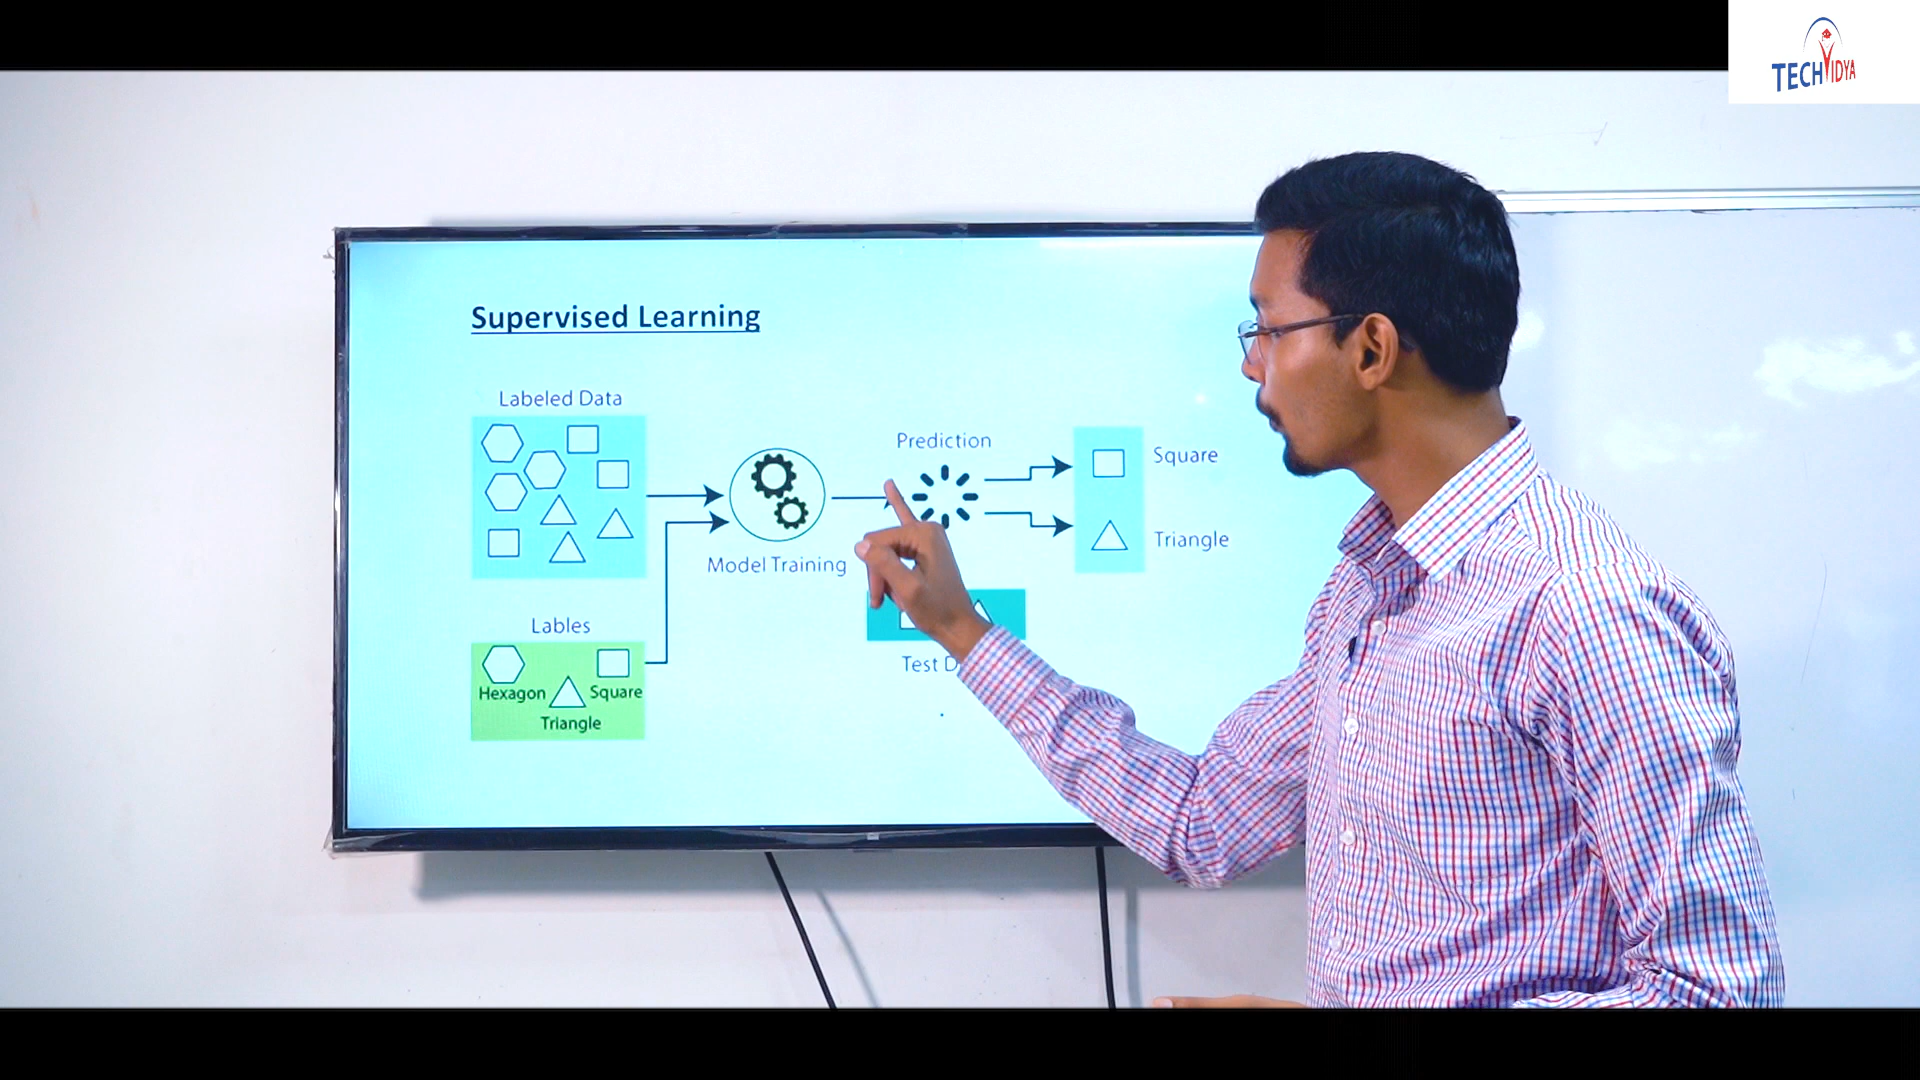 TECHVIDYA
Supervised Learning
Labeled Data
Prediction
Square
Triangle
Model Training
Lables
Hexagon
Square
Triangle
Test